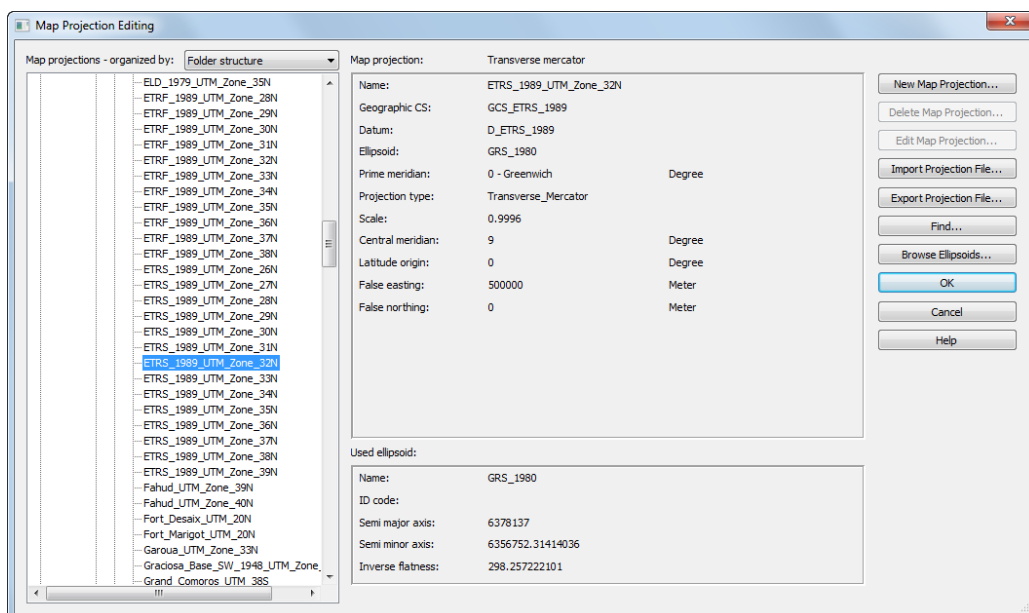 Map Projection Editing
Map projections - organized by: Folder structure
ELD_1979_UTM_Zone_35N
ETRF_1989_UTM_Zone_28N
ETRF_1989_UTM_Zone_29N
ETRF_1989_UTM_Zone_30N
ETRF_1989_UTM_Zone_31N
ETRF_1989_UTM_Zone_32N
ETRF_1989_UTM_Zone_33N
ETRF_1989_UTM_Zone_34N
ETRF_1989_UTM_Zone_35N
ETRF_1989_UTM_Zone_36N
ETRF_1989_UTM_Zone_37N
ETRF_1989_UTM_Zone_38N
ETRS_1989_UTM_Zone_26N
ETRS_1989_UTM_Zone_27N
ETRS_1989_UTM_Zone_28N
ETRS_1989_UTM_Zone_29N
ETRS_1989_UTM_Zone_30N
ETRS_1989_UTM_Zone_31N
ETRS_1989_UTM_Zone_32N
ETRS_1989_UTM_Zone_33N
ETRS_1989_UTM_Zone_34N
ETRS_1989_UTM_Zone_35N
ETRS_1989_UTM_Zone_36N
ETRS_1989_UTM_Zone_37N
ETRS_1989_UTM_Zone_38N
ETRS_1989_UTM_Zone_39N
Fahud_UTM_Zone_39N
Fahud_UTM_Zone_40N
Fort_Desaix_UTM_20N
Fort_Marigot_UTM_20N
Garoua_UTM_Zone_33N
Graciosa_Base_SW_1948_UTM_Zone_
Grand_Comoros_UTM_38S
Map projection: Transverse mercator
Name: ETRS_1989_UTM_Zone_32N
Geographic CS: GCS_ETRS_1989
Datum: D_ETRS_1989
Ellipsoid: GRS_1980
Prime meridian: 0 - Greenwich Degree
Projection type: Transverse_Mercator
Scale: 0.9996
Central meridian: 9 Degree
Latitude origin: 0 Degree
False easting: 500000 Meter
False northing: 0 Meter
Used ellipsoid:
Name: GRS_1980
ID code:
Semi major axis: 6378137
Semi minor axis: 6356752.31414036
Inverse flatness: 298.257222101
New Map Projection...
Delete Map Projection...
Edit Map Projection...
Import Projection File...
Export Projection File...
Find...
Browse Ellipsoids...
OK
Cancel
Help